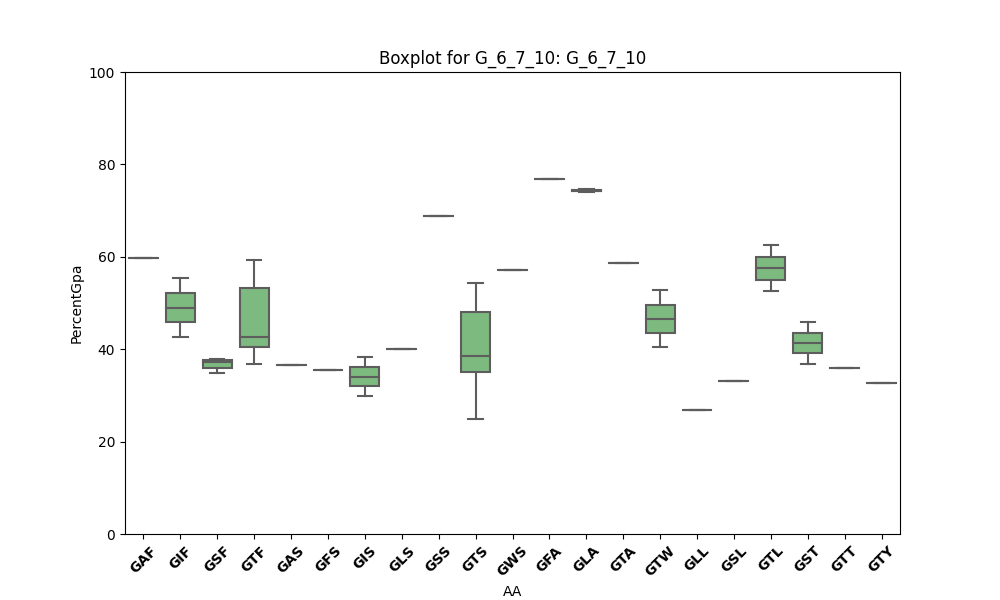 Boxplot for G_6_7_10: G_6_7_10
PercentGpa
100
80
60
40
20
0
GAF GIF GSF GTF GAS GFS GIS GLS GSS GTS GWS GFA GLA GTA GTW GLL GSL GTL GST GTT GTY
AA